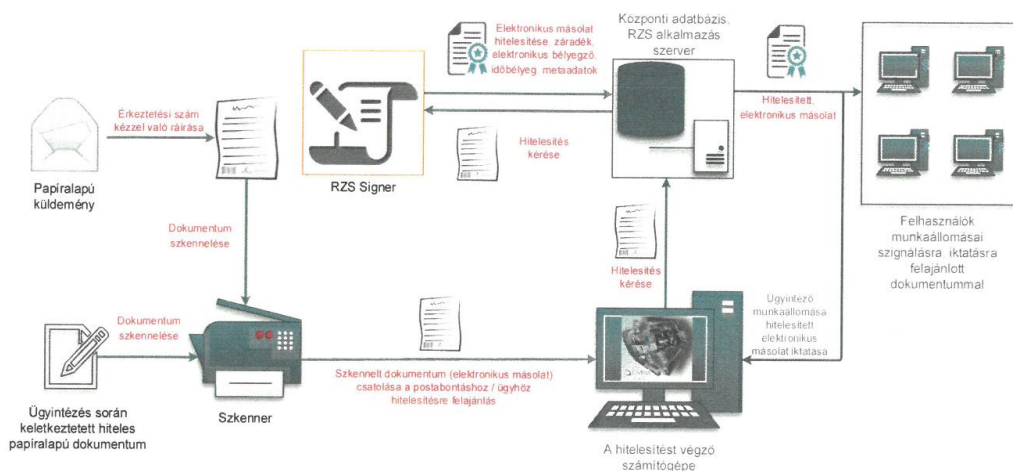 Elektronikus másolat
hitelesítése, záradék,
elektronikus bélyegző,
időbélyeg metaadatok
Központi adatbázis,
RZS alkalmazás
szerver
Érkeztetési szám
kézzel való ráírása
Hitelesített,
elektronikus másolat
Hitelesítés
kérése
Papíralapú
küldemény
RZS Signer
Dokumentum
szkennelése
Felhasználók
munkaállomásai
szignálásra, iktatásra
felajánlott
dokumentummal
Hitelesítés
kérése
Dokumentum
szkennelése
Ügyintéző
munkaállomása
hitelesített
elektronikus
másolat iktatása
Szkennelt dokumentum (elektronikus másolat)
csatolása a postabontáshoz / ügyhöz
hitelesítésre felajánlás
Szkenner
Ügyintézés során
keletkeztetett hiteles
papíralapú dokumentum
A hitelesítést végző
számítógépe